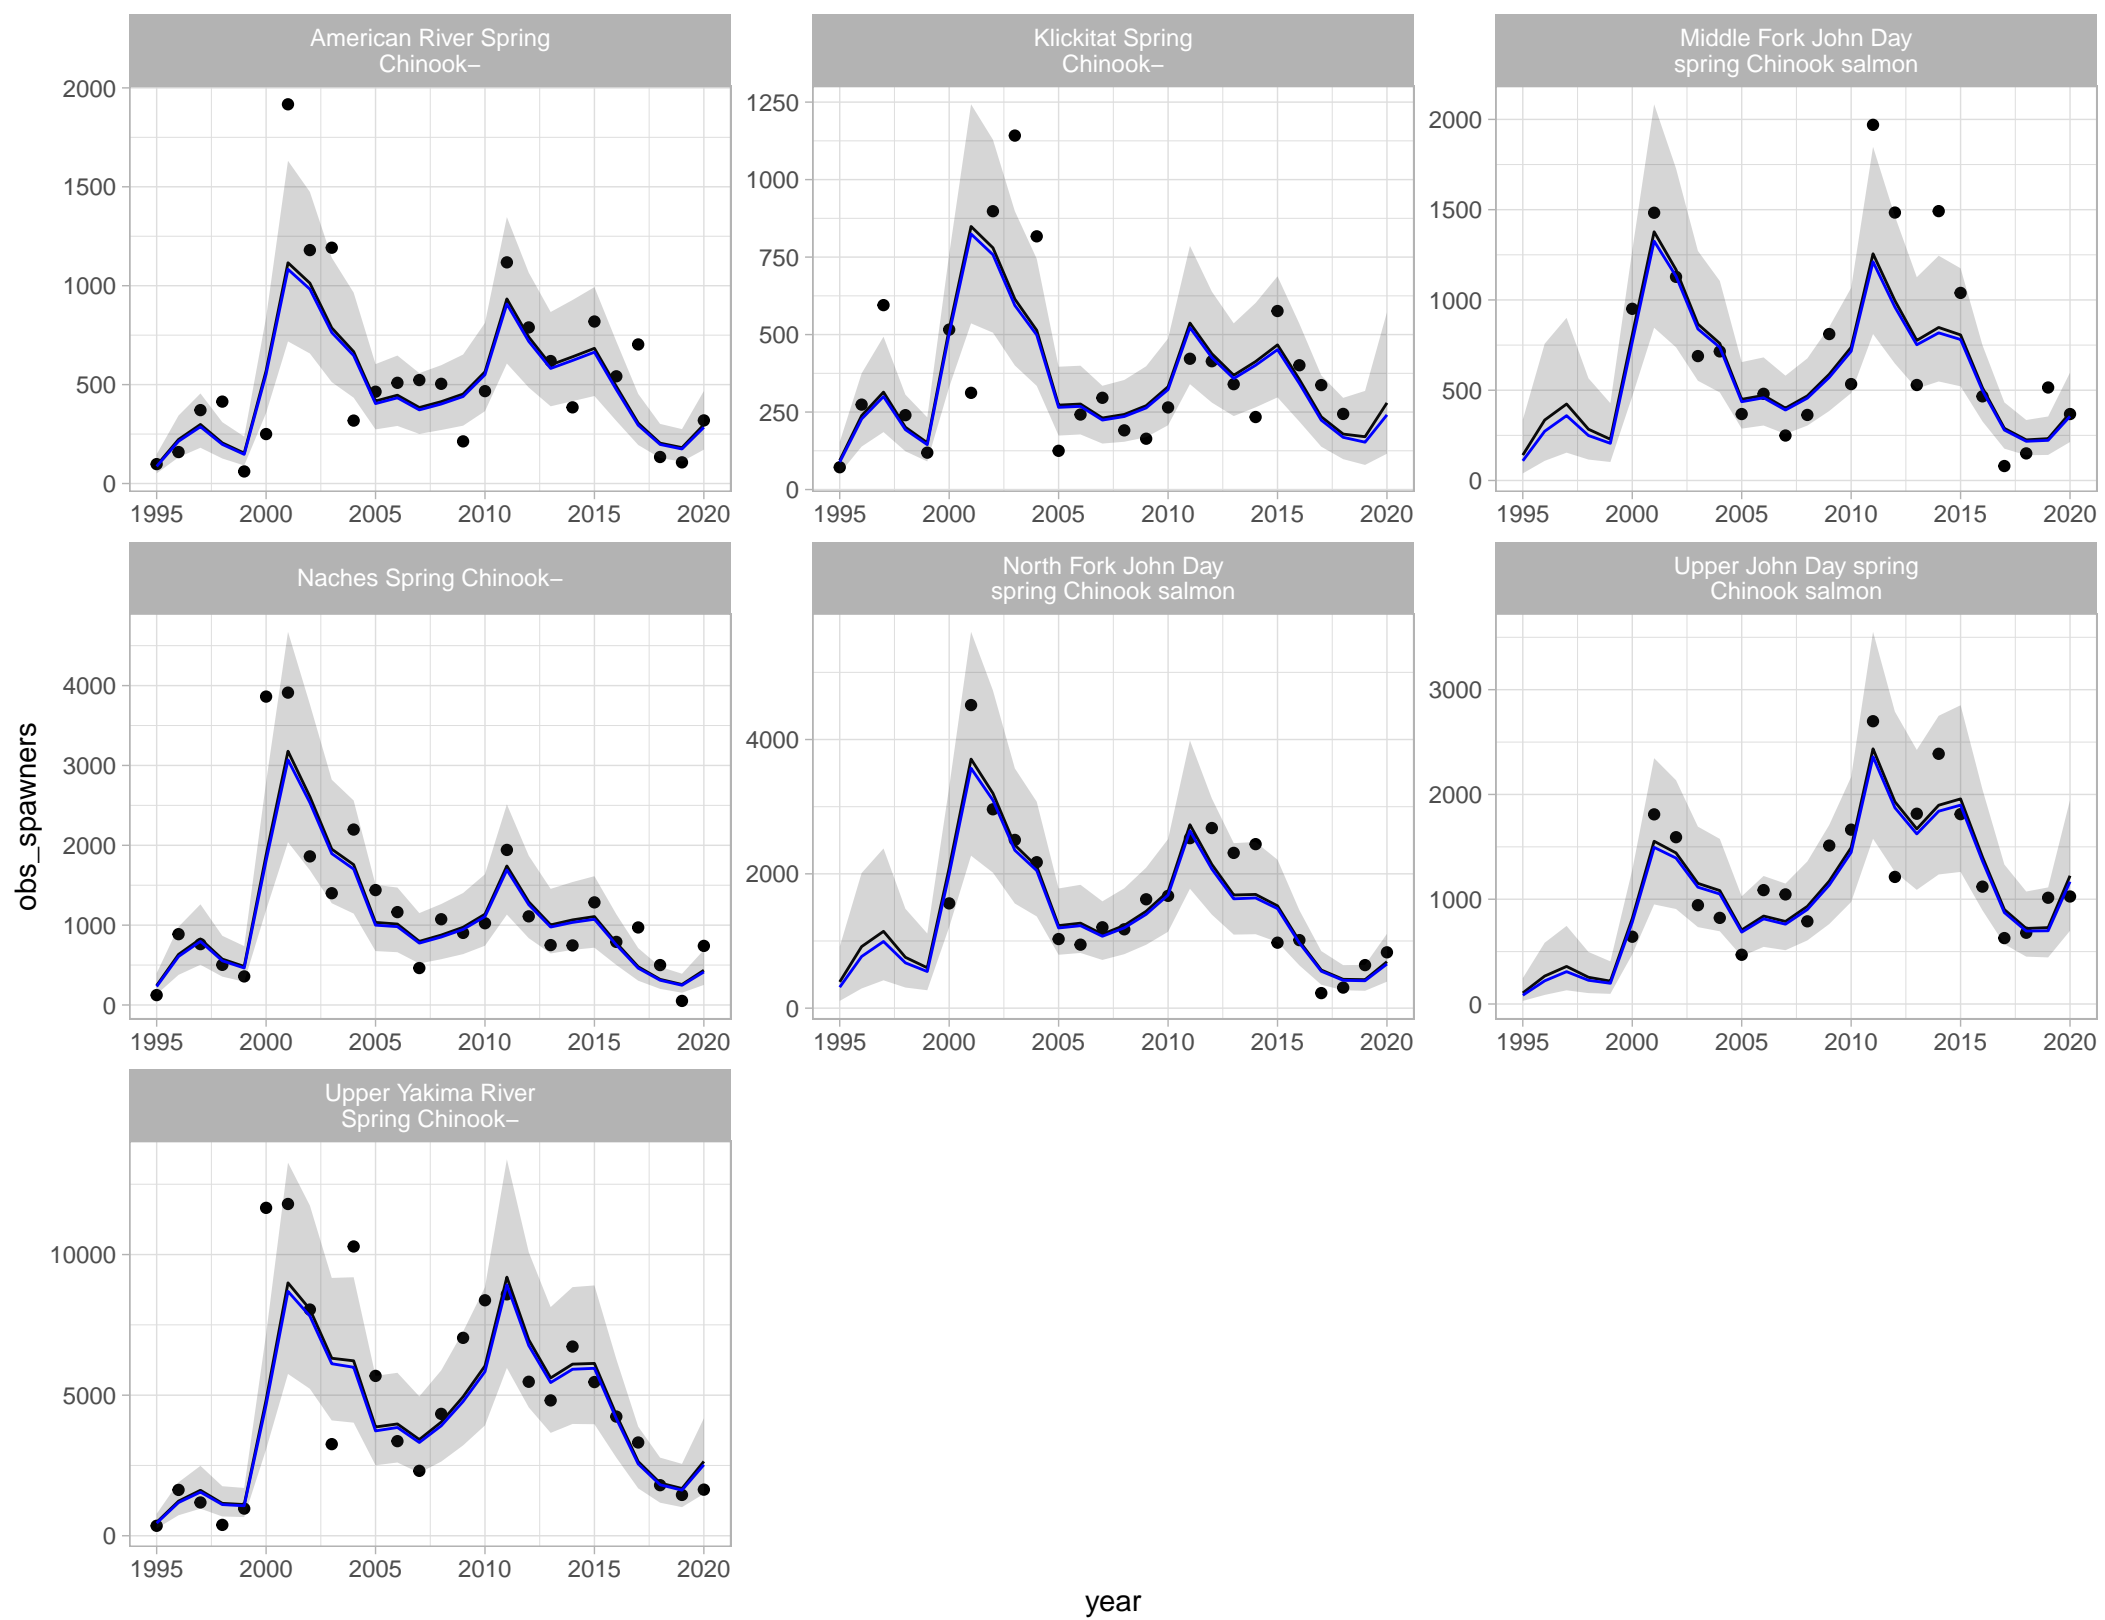 American River Spring
Chinook–
Klickitat Spring
Chinook–
Middle Fork John Day
spring Chinook salmon
2000
1500
1000
500
0
1995 2000 2005 2010 2015 2020
1250
1000
750
500
250
0
1995 2000 2005 2010 2015 2020
2000
1500
1000
500
0
1995 2000 2005 2010 2015 2020
Naches Spring Chinook–
North Fork John Day
spring Chinook salmon
Upper John Day spring
Chinook salmon
obs_spawners
4000
3000
2000
1000
0
1995 2000 2005 2010 2015 2020
4000
2000
0
1995 2000 2005 2010 2015 2020
3000
2000
1000
0
1995 2000 2005 2010 2015 2020
Upper Yakima River
Spring Chinook–
10000
5000
0
1995 2000 2005 2010 2015 2020
year